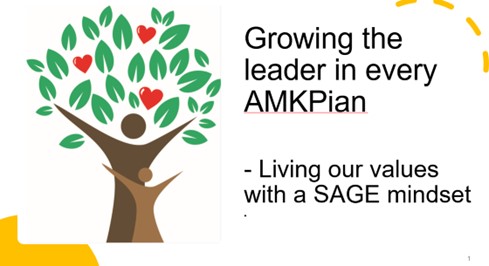 Growing the
leader in every
AMKPian
- Living our values
with a SAGE mindset
.
1